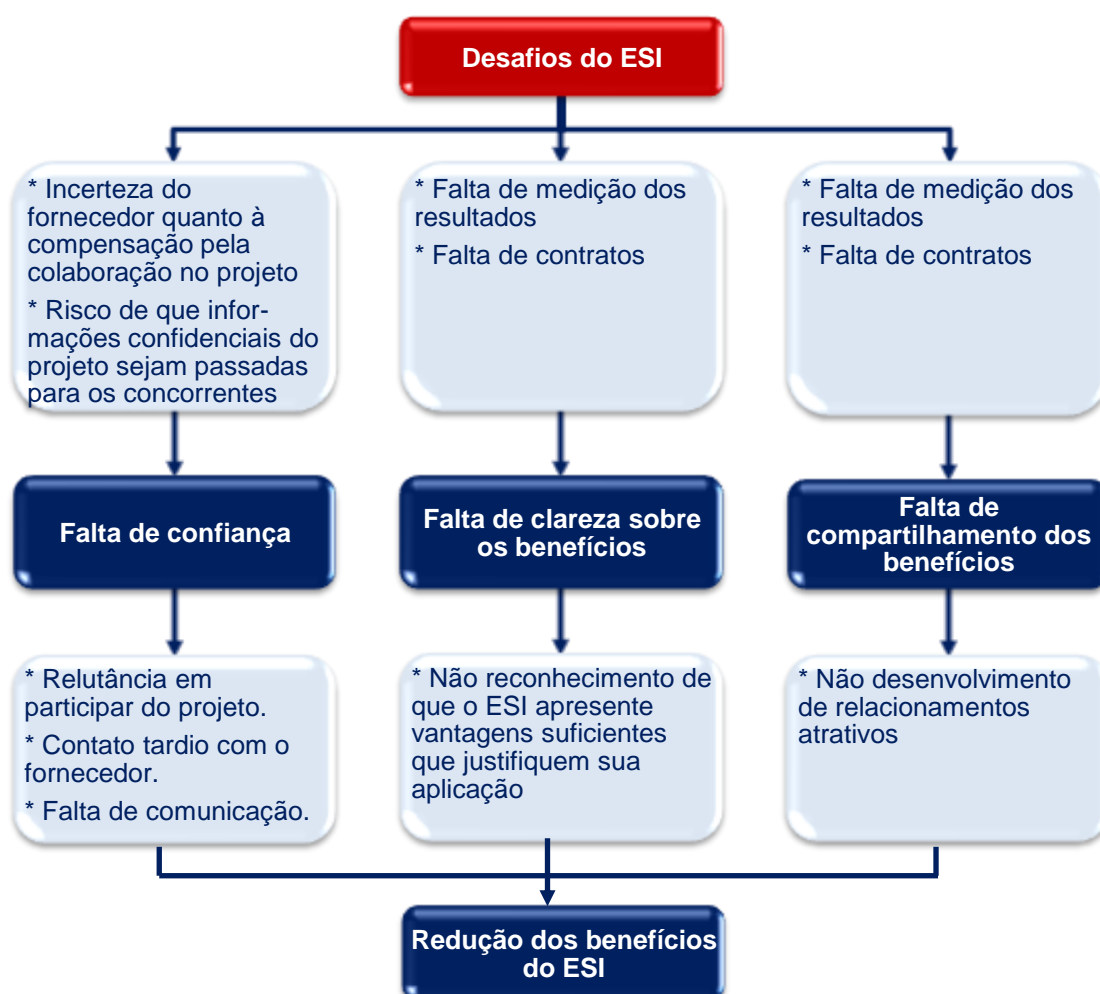 Desafios do ESI
* Incerteza do
fornecedor quanto à
compensação pela
colaboração no projeto
* Risco de que infor-
mações confidenciais do
projeto sejam passadas
para os concorrentes
* Falta de medição dos
resultados
* Falta de contratos
* Falta de medição dos
resultados
* Falta de contratos
Falta de confiança
Falta de clareza sobre
os benefícios
Falta de
compartilhamento dos
benefícios
* Relutância em
participar do projeto.
* Contato tardio com o
fornecedor.
* Falta de comunicação.
* Não reconhecimento de
que o ESI apresente
vantagens suficientes
que justifiquem sua
aplicação
* Não desenvolvimento
de relacionamentos
atrativos
Redução dos benefícios
do ESI